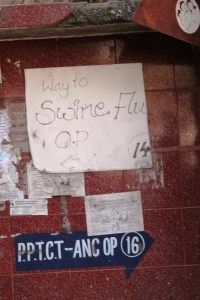 Way to
Swine Flu
O.P
14
P.P.T.C.T-ANC OP 16